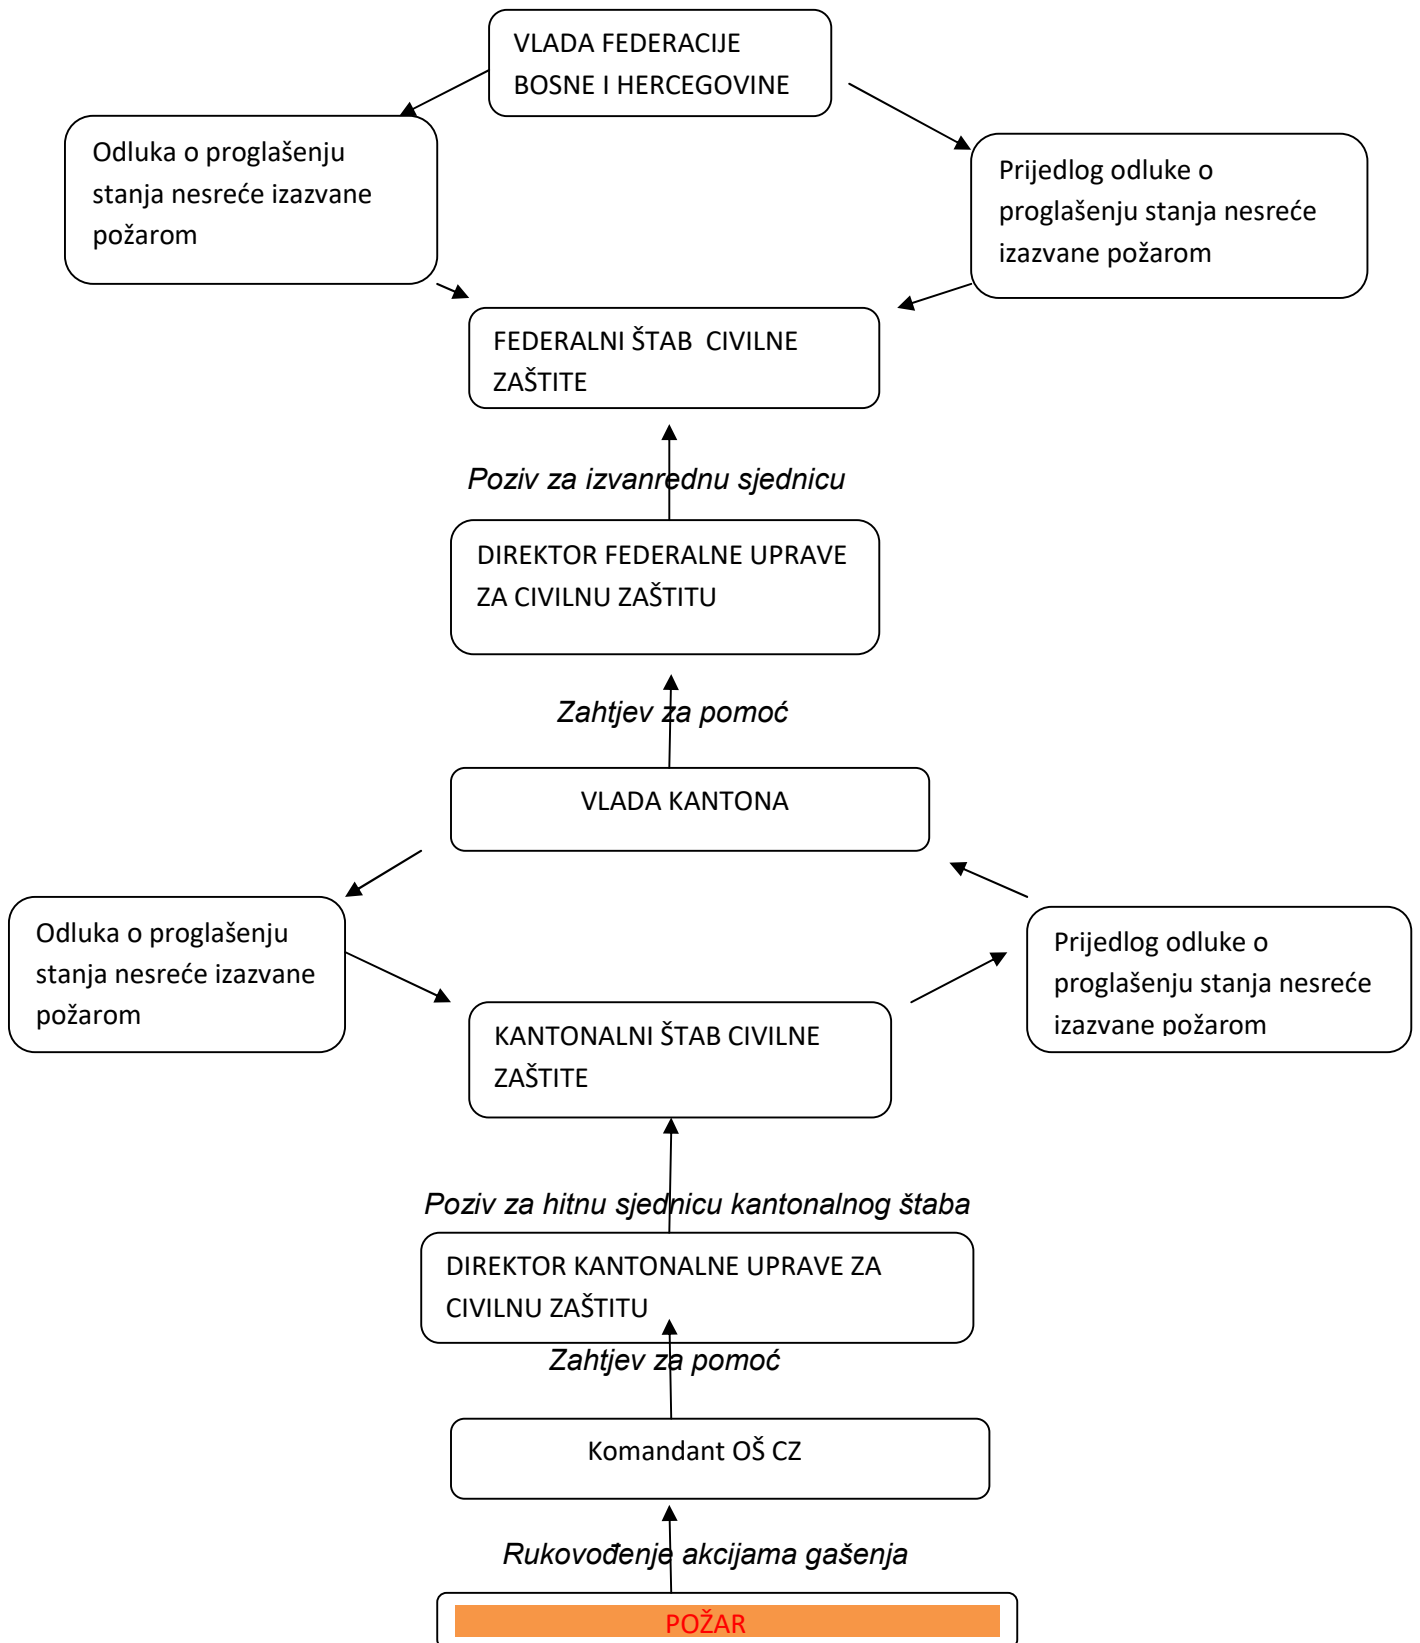 VLADA FEDERACIJE
BOSNE I HERCEGOVINE
Odluka o proglašenju
stanja nesreće izazvane
požarom
Prijedlog odluke o
proglašenju stanja nesreće
izazvane požarom
FEDERALNI ŠTAB CIVILNE
ZAŠTITE
Poziv za izvanrednu sjednicu
DIREKTOR FEDERALNE UPRAVE
ZA CIVILNU ZAŠTITU
Zahtjev za pomoć
VLADA KANTONA
Odluka o proglašenju
stanja nesreće izazvane
požarom
Prijedlog odluke o
proglašenju stanja nesreće
izazvane požarom
KANTONALNI ŠTAB CIVILNE
ZAŠTITE
Poziv za hitnu sjednicu kantonalnog štaba
DIREKTOR KANTONALNE UPRAVE ZA
CIVILNU ZAŠTITU
Zahtjev za pomoć
Komandant OŠ CZ
Rukovođenje akcijama gašenja
POŽAR